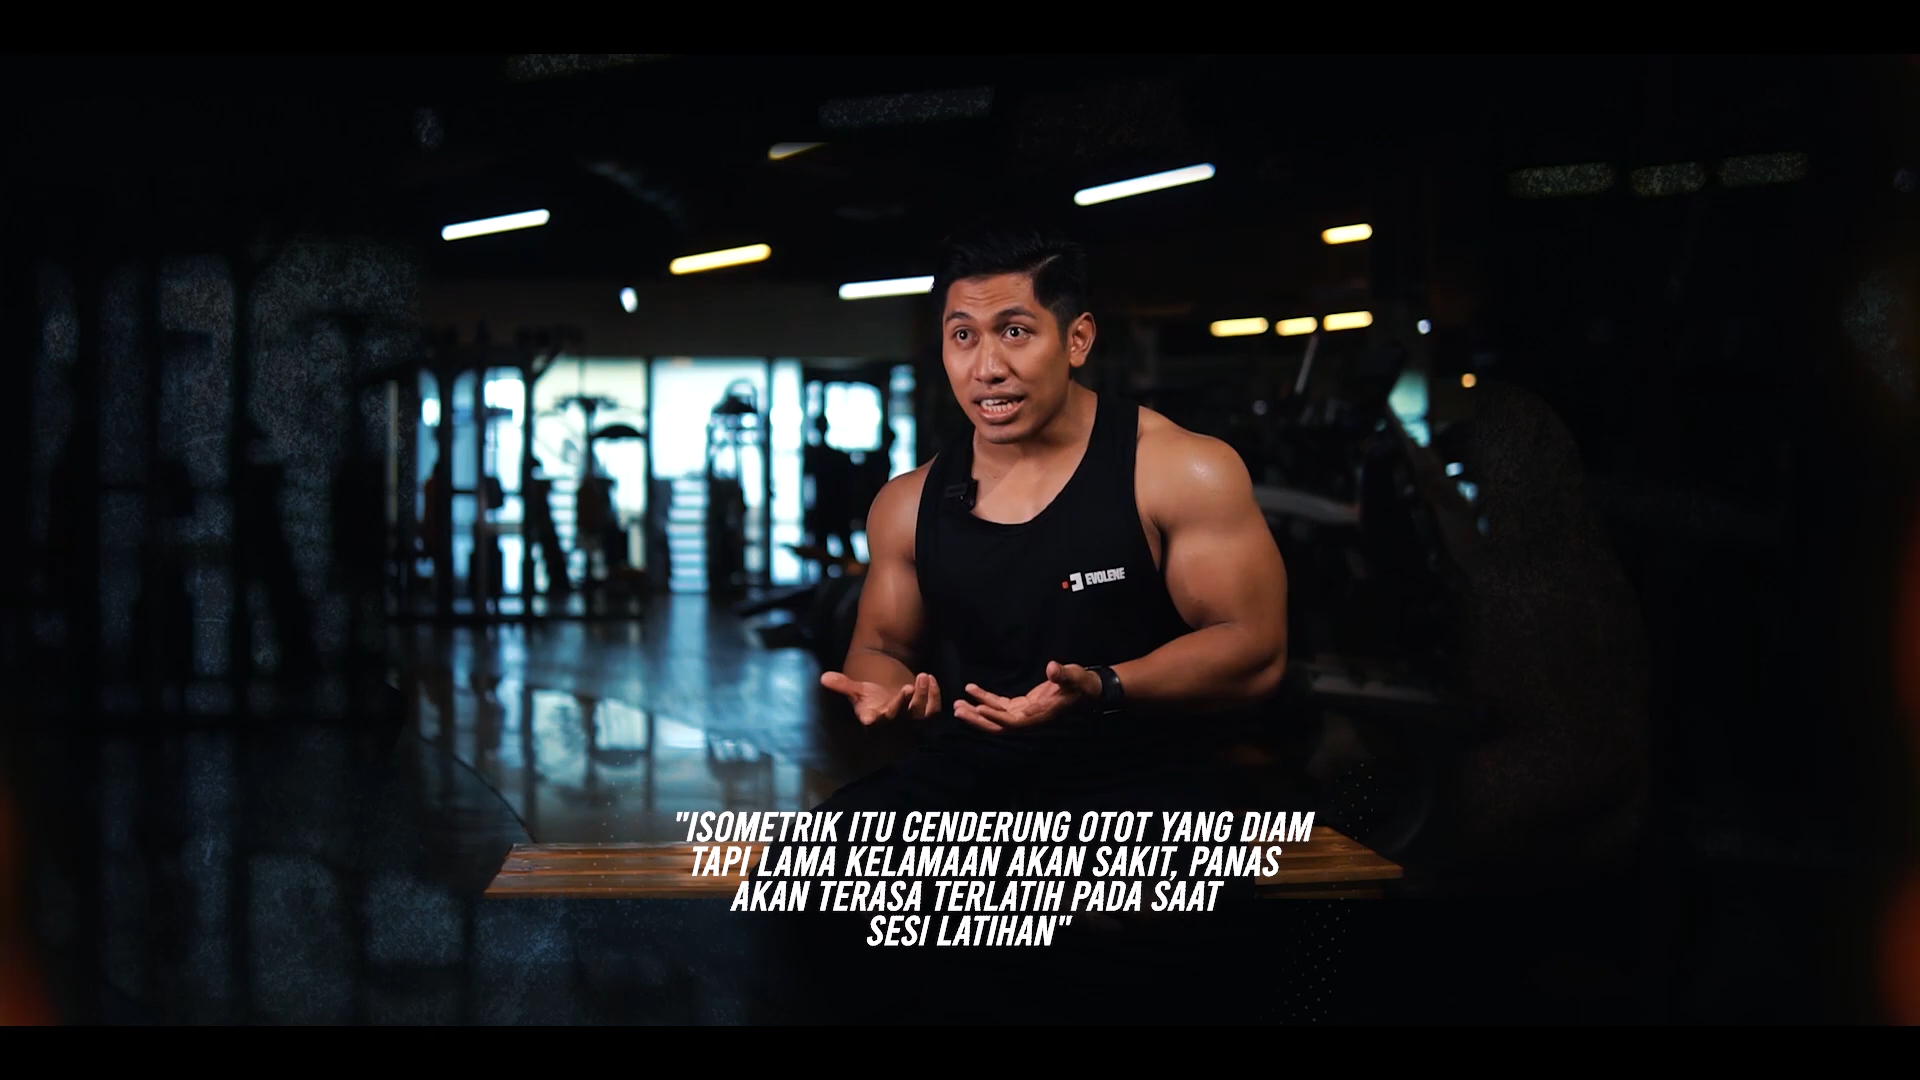 EVOLENE
"ISOMETRIK ITU CENDERUNG OTOT YANG DIAM
TAPI LAMA KELAMAAN AKAN SAKIT, PANAS
AKAN TERASA TERLATIH PADA SAAT
SESI LATIHAN"